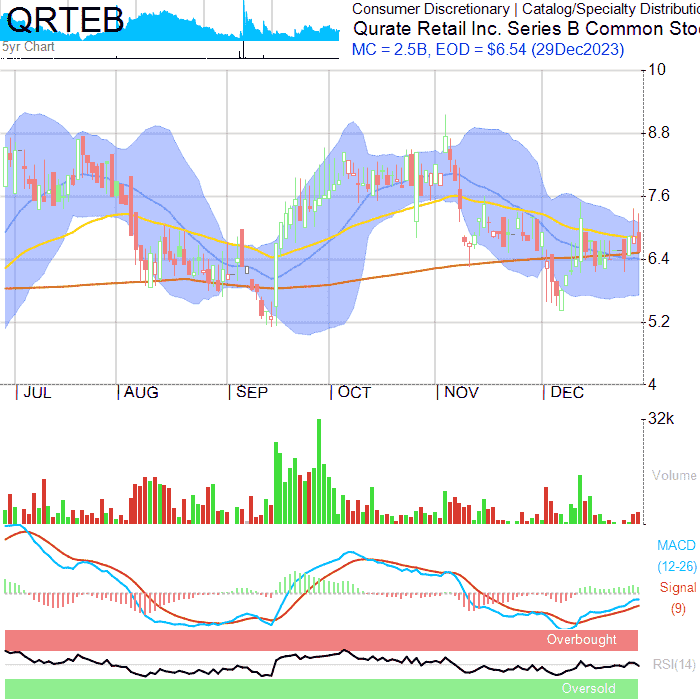 QRTEB
5yr Chart
Consumer Discretionary | Catalog/Specialty Distributio
Qurate Retail Inc. Series B Common Sto
MC = 2.5B, EOD = $6.54 (29Dec2023)
10
8.8
7.6
6.4
5.2
4
JUL AUG SEP OCT NOV DEC
32k
Volume
MACD
(12-26)
Signal
(9)
Overbought
RSI(14)
Oversold